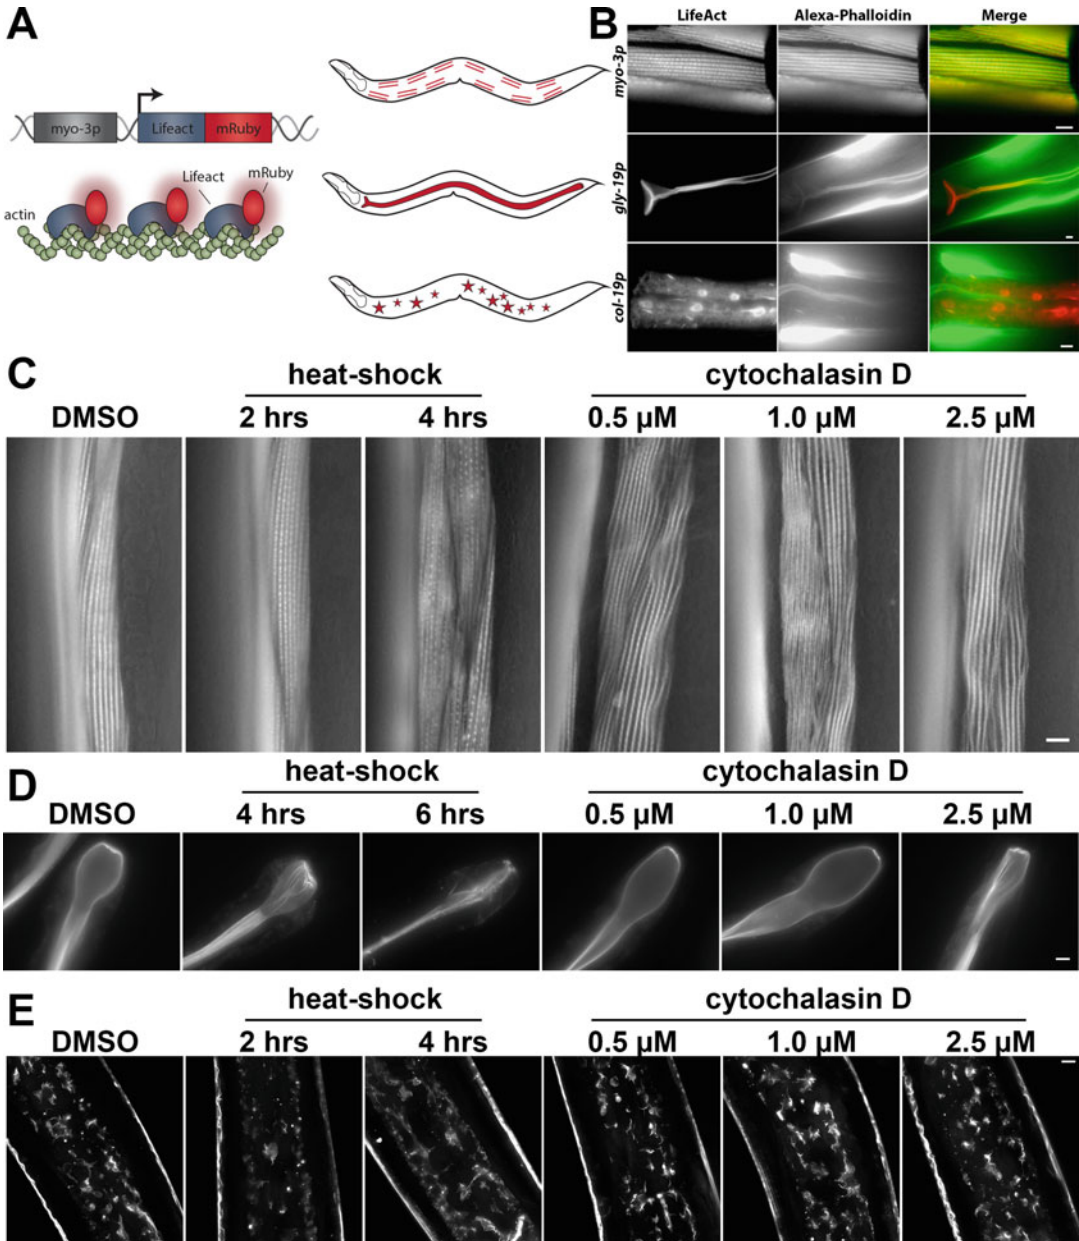 A
myo-3p
Lifeact
mRuby
Lifeact
mRuby
actin
B
LifeAct
Alexa-Phalloidin
Merge
myo-3p
gly-19p
col-19p
C
heat-shock
cytochalasin D
DMSO
2 hrs
4 hrs
0.5 µM
1.0 µM
2.5 µM
D
heat-shock
cytochalasin D
DMSO
4 hrs
6 hrs
0.5 µM
1.0 µM
2.5 µM
E
heat-shock
cytochalasin D
DMSO
2 hrs
4 hrs
0.5 µM
1.0 µM
2.5 µM